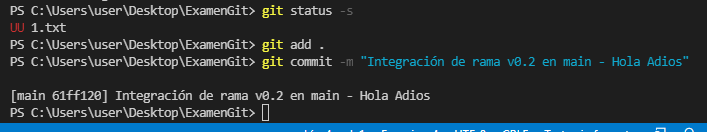 PS C:\Users\user\Desktop\ExamenGit> git status -s
UU 1.txt
PS C:\Users\user\Desktop\ExamenGit> git add .
PS C:\Users\user\Desktop\ExamenGit> git commit -m "Integración de rama v0.2 en main - Hola Adios"
[main 61ff120] Integración de rama v0.2 en main - Hola Adios
PS C:\Users\user\Desktop\ExamenGit>